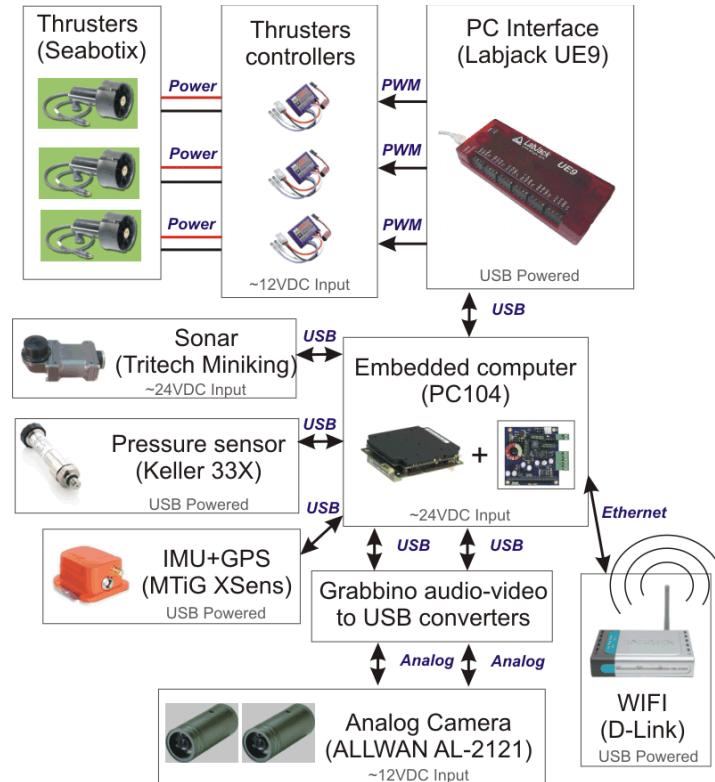 Thrusters
(Seabotix)
Power
Power
Power
Thrusters
controllers
~12VDC Input
PWM
PWM
PWM
PC Interface
(Labjack UE9)
LabJack
UE9
USB Powered
USB
Sonar
(Tritech Miniking)
~24VDC Input
USB
Pressure sensor
(Keller 33X)
USB Powered
USB
IMU+GPS
(MTiG XSens)
USB Powered
USB
Embedded computer
(PC104)
+
~24VDC Input
Ethernet
USB
USB
Grabbino audio-video
to USB converters
Analog
Analog
Analog Camera
(ALLWAN AL-2121)
~12VDC Input
WIFI
(D-Link)
USB Powered